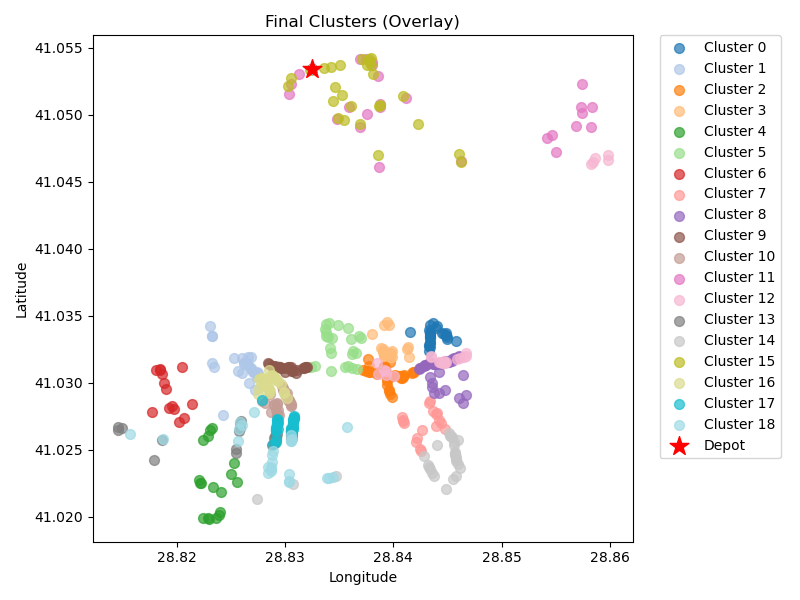 Final Clusters (Overlay)
41.055
41.050
41.045
41.040
41.035
41.030
41.025
41.020
Latitude
28.82
28.83
28.84
28.85
28.86
Longitude
Cluster 0
Cluster 1
Cluster 2
Cluster 3
Cluster 4
Cluster 5
Cluster 6
Cluster 7
Cluster 8
Cluster 9
Cluster 10
Cluster 11
Cluster 12
Cluster 13
Cluster 14
Cluster 15
Cluster 16
Cluster 17
Cluster 18
Depot